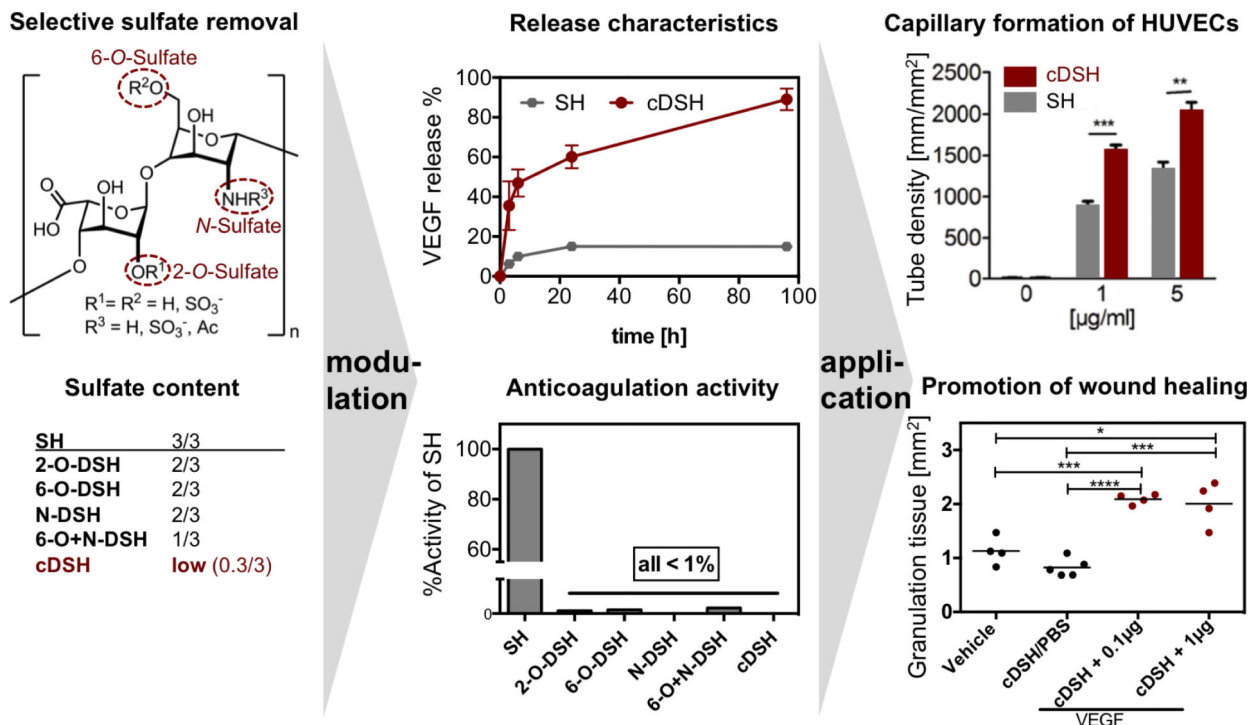 Selective sulfate removal
6-O-Sulfate
R²O
OH
O
O
O
OH
NHR³
O
N-Sulfate
HO
O
OR¹
2-O-Sulfate
R¹= R² = H, SO₃⁻
R³ = H, SO₃⁻, Ac
n
Sulfate content
SH 3/3
2-O-DSH 2/3
6-O-DSH 2/3
N-DSH 2/3
6-O+N-DSH 1/3
cDSH low (0.3/3)
modu-
lation
Release characteristics
VEGF release %
100
80
60
40
20
0
SH cDSH
0 20 40 60 80 100
time [h]
Anticoagulation activity
%Activity of SH
100
80
60
0
all < 1%
SH
2-O-DSH
6-O-DSH
N-DSH
6-O+N-DSH
cDSH
appli-
cation
Capillary formation of HUVECs
Tube density [mm/mm²]
2500
2000
1500
1000
500
0
cDSH
SH
***
**
0 1 5
[µg/ml]
Promotion of wound healing
Granulation tissue [mm²]
3
2
1
0
*
***
***
****
Vehicle
cDSH/PBS
cDSH + 0.1µg
cDSH + 1µg
VEGF